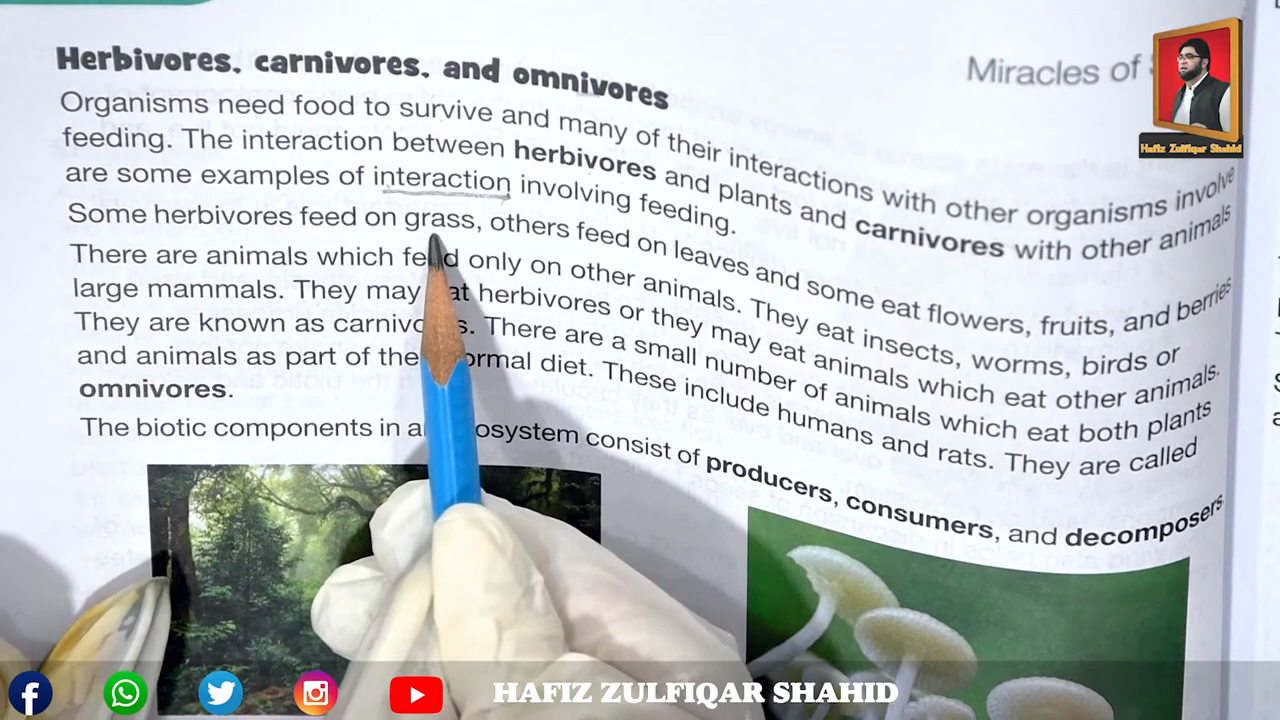 Miracles of
Hafiz Zulfiqar Shahid
Herbivores, carnivores, and omnivores
Organisms need food to survive and many of their interactions with other organisms involve
feeding. The interaction between herbivores and plants and carnivores with other animals
are some examples of interaction involving feeding.
Some herbivores feed on grass, others feed on leaves and some eat flowers, fruits, and berries
There are animals which feed only on other animals. They eat insects, worms, birds or
large mammals. They may eat herbivores or they may eat animals which eat other animals.
They are known as carnivores. There are a small number of animals which eat both plants
and animals as part of the normal diet. These include humans and rats. They are called
omnivores.
The biotic components in an ecosystem consist of producers, consumers, and decomposers
HAFIZ ZULFIQAR SHAHID